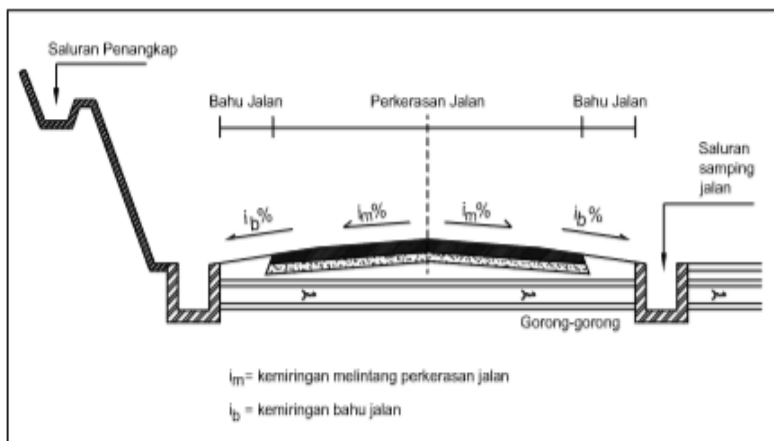 Saluran Penangkap
Bahu Jalan
Perkerasan Jalan
Bahu Jalan
Saluran
samping
jalan
ib%
im%
im%
ib%
Gorong-gorong
im= kemiringan melintang perkerasan jalan
ib = kemiringan bahu jalan